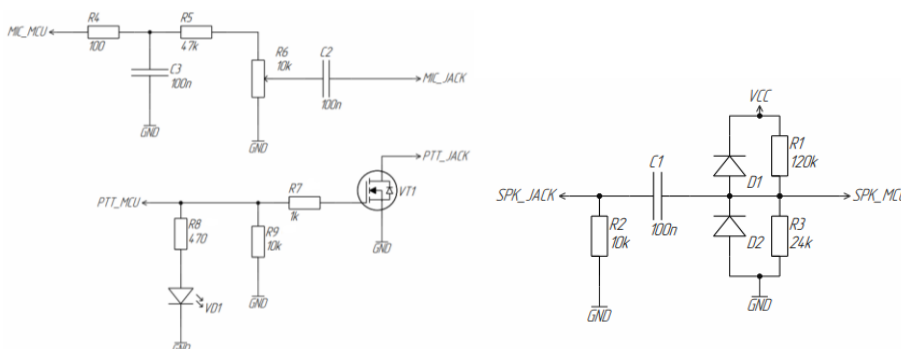 MIC_MCU
R4
100
R5
47k
C3
100n
GND
R6
10k
GND
C2
100n
MIC_JACK
PTT_MCU
R8
470
VD1
GND
R9
10k
GND
R7
1k
PTT_JACK
VT1
GND
SPK_JACK
R2
10k
GND
C1
100n
VCC
D1
R1
120k
D2
R3
24k
GND
SPK_MCU